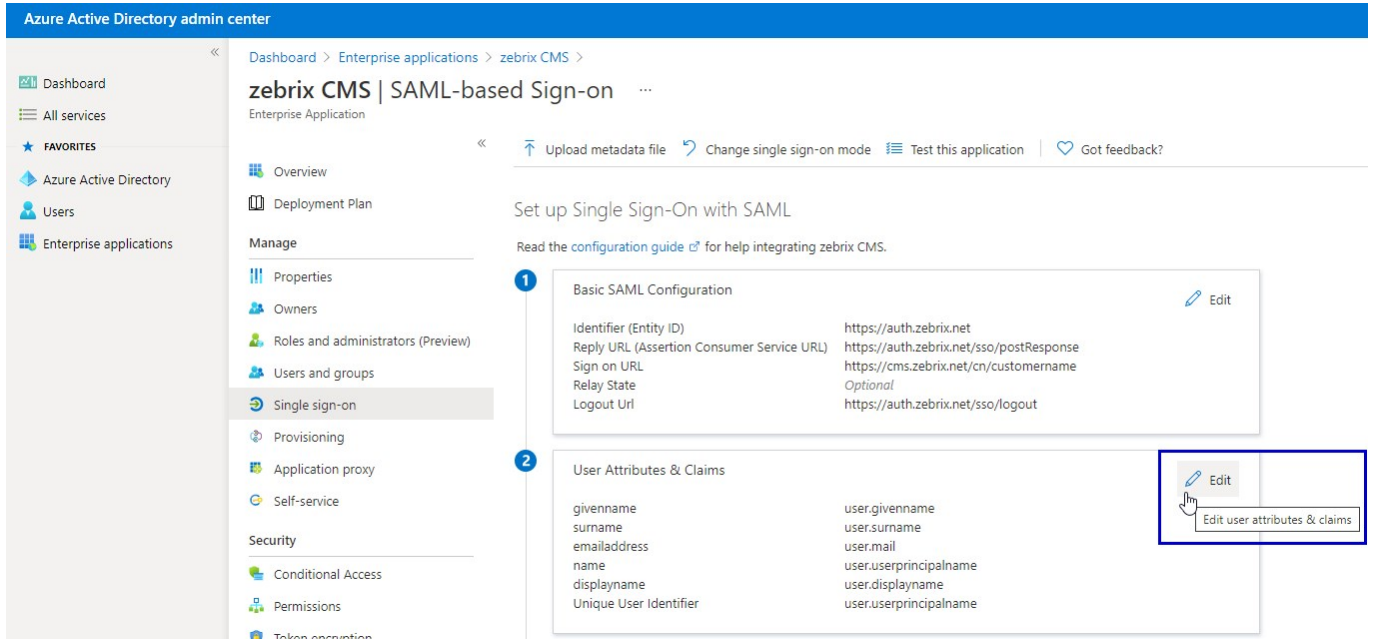 Azure Active Directory admin center
Dashboard
All services
FAVORITES
Azure Active Directory
Users
Enterprise applications
Dashboard > Enterprise applications > zebrix CMS >
zebrix CMS | SAML-based Sign-on ...
Enterprise Application
Overview
Deployment Plan
Manage
Properties
Owners
Roles and administrators (Preview)
Users and groups
Single sign-on
Provisioning
Application proxy
Self-service
Security
Conditional Access
Permissions
Token encryption
Upload metadata file Change single sign-on mode Test this application Got feedback?
Set up Single Sign-On with SAML
Read the configuration guide for help integrating zebrix CMS.
1
Basic SAML Configuration
Edit
Identifier (Entity ID) https://auth.zebrix.net
Reply URL (Assertion Consumer Service URL) https://auth.zebrix.net/sso/postResponse
Sign on URL https://cms.zebrix.net/cn/customername
Relay State Optional
Logout Url https://auth.zebrix.net/sso/logout
2
User Attributes & Claims
Edit
Edit user attributes & claims
givenname user.givenname
surname user.surname
emailaddress user.mail
name user.userprincipalname
displayname user.displayname
Unique User Identifier user.userprincipalname